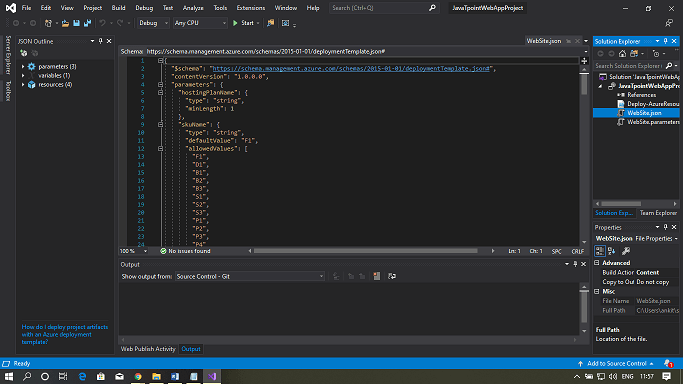 File Edit View Project Build Debug Test Analyze Tools Extensions Window Help Search (Ctrl+Q) JavaTpointWebAppProject
Debug Any CPU Start
Server Explorer
Toolbox
JSON Outline
parameters (3)
variables (1)
resources (4)
How do I deploy project artifacts
with an Azure deployment
template?
WebSite.json
Schema: https://schema.management.azure.com/schemas/2015-01-01/deploymentTemplate.json#
1 {
2 "$schema": "https://schema.management.azure.com/schemas/2015-01-01/deploymentTemplate.json#",
3 "contentVersion": "1.0.0.0",
4 "parameters": {
5 "hostingPlanName": {
6 "type": "string",
7 "minLength": 1
8 },
9 "skuName": {
10 "type": "string",
11 "defaultValue": "F1",
12 "allowedValues": [
13 "F1",
14 "D1",
15 "B1",
16 "B2",
17 "B3",
18 "S1",
19 "S2",
20 "S3",
21 "P1",
22 "P2",
23 "P3",
24 "P4"
100 % No issues found Ln: 1 Ch: 1 SPC CRLF
Output
Show output from: Source Control - Git
Web Publish Activity Output
Solution Explorer
Search Solution Explorer
Solution 'JavaTpointWebAp
JavaTpointWebAppProj
References
Deploy-AzureResou
WebSite.json
WebSite.parameters
Solution Exp... Team Explorer
Properties
WebSite.json File Properties
Advanced
Build Action Content
Copy to Out Do not copy
Misc
File Name WebSite.json
Full Path C:\Users\ankit\s
Full Path
Location of the file.
Ready Add to Source Control
ENG 11:57